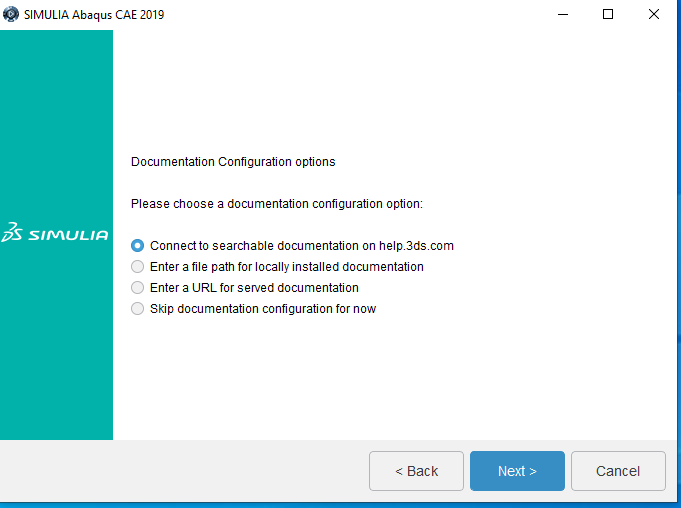 SIMULIA Abaqus CAE 2019
Documentation Configuration options
Please choose a documentation configuration option:
SIMULIA
Connect to searchable documentation on help.3ds.com
Enter a file path for locally installed documentation
Enter a URL for served documentation
Skip documentation configuration for now
< Back
Next >
Cancel